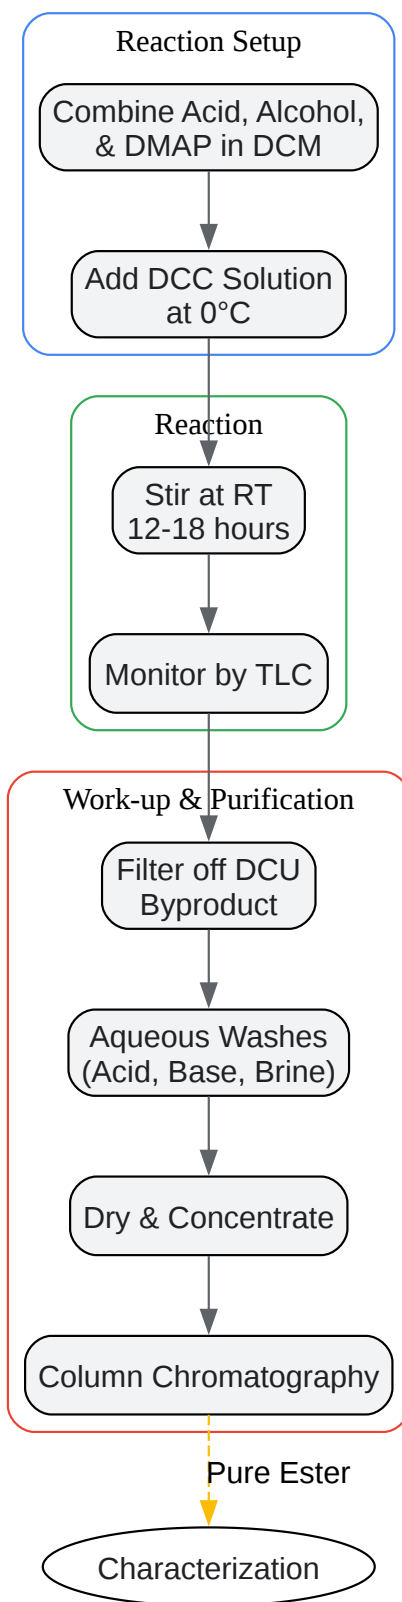 Reaction Setup
Combine Acid, Alcohol,
& DMAP in DCM
Add DCC Solution
at 0°C
Reaction
Stir at RT
12-18 hours
Monitor by TLC
Work-up & Purification
Filter off DCU
Byproduct
Aqueous Washes
(Acid, Base, Brine)
Dry & Concentrate
Column Chromatography
Pure Ester
Characterization